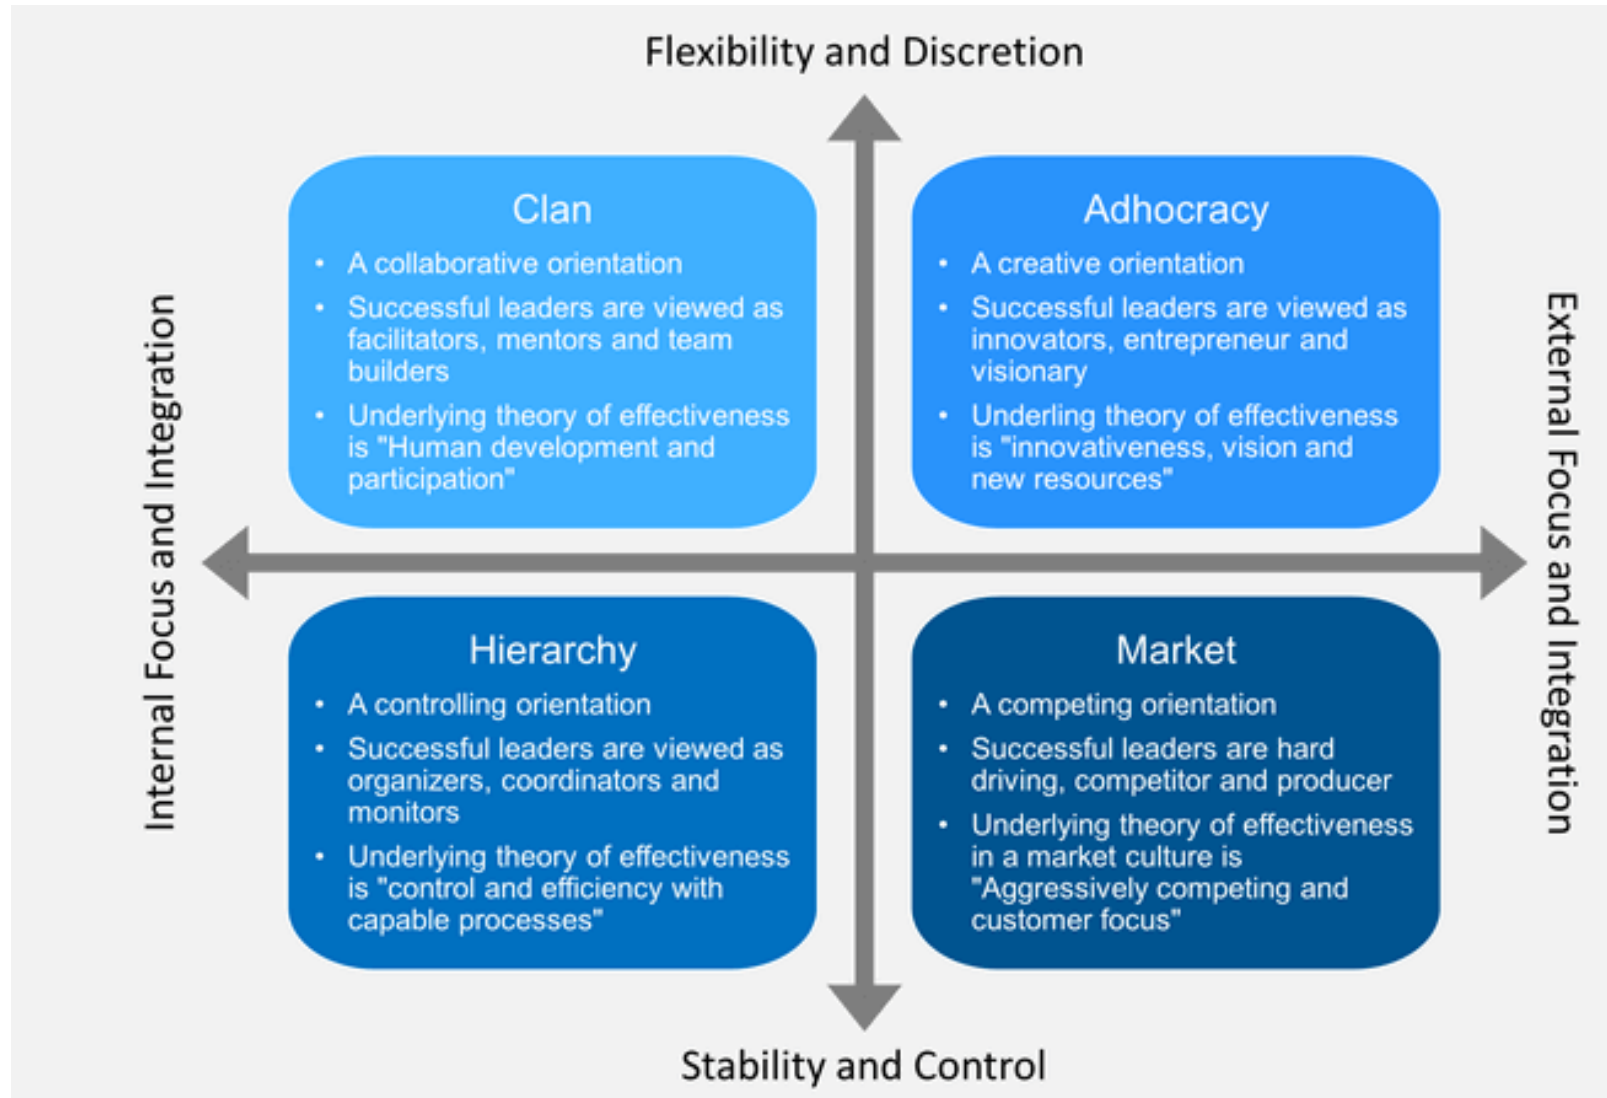 Flexibility and Discretion
Clan
• A collaborative orientation
• Successful leaders are viewed as
facilitators, mentors and team
builders
• Underlying theory of effectiveness
is "Human development and
participation"
Adhocracy
• A creative orientation
• Successful leaders are viewed as
innovators, entrepreneur and
visionary
• Underling theory of effectiveness
is "innovativeness, vision and
new resources"
Internal Focus and Integration
External Focus and Integration
Hierarchy
• A controlling orientation
• Successful leaders are viewed as
organizers, coordinators and
monitors
• Underlying theory of effectiveness
is "control and efficiency with
capable processes"
Market
• A competing orientation
• Successful leaders are hard
driving, competitor and producer
• Underlying theory of effectiveness
in a market culture is
"Aggressively competing and
customer focus"
Stability and Control